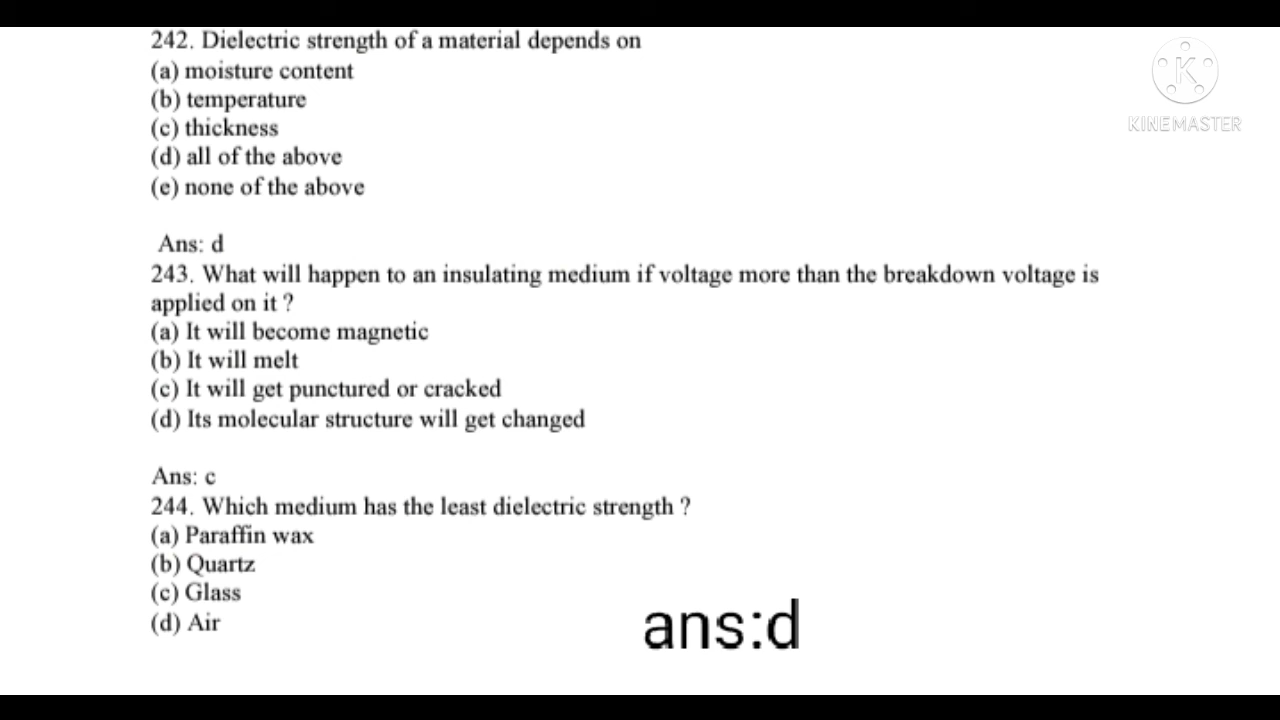 242. Dielectric strength of a material depends on
(a) moisture content
(b) temperature
(c) thickness
(d) all of the above
(e) none of the above
Ans: d
243. What will happen to an insulating medium if voltage more than the breakdown voltage is
applied on it ?
(a) It will become magnetic
(b) It will melt
(c) It will get punctured or cracked
(d) Its molecular structure will get changed
Ans: c
244. Which medium has the least dielectric strength ?
(a) Paraffin wax
(b) Quartz
(c) Glass
(d) Air
ans:d
K
KINEMASTER